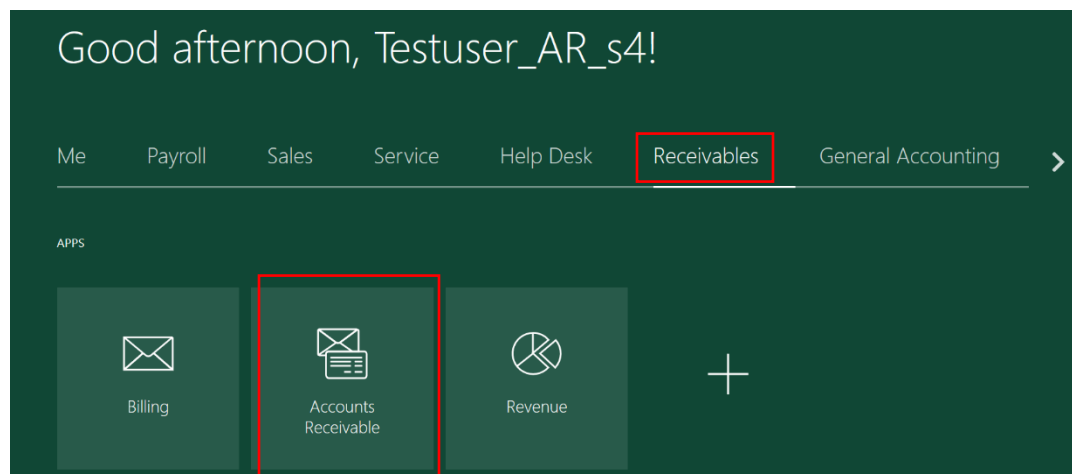 Good afternoon, Testuser_AR_s4!
Me Payroll Sales Service Help Desk Receivables General Accounting
APPS
Billing Accounts Receivable Revenue